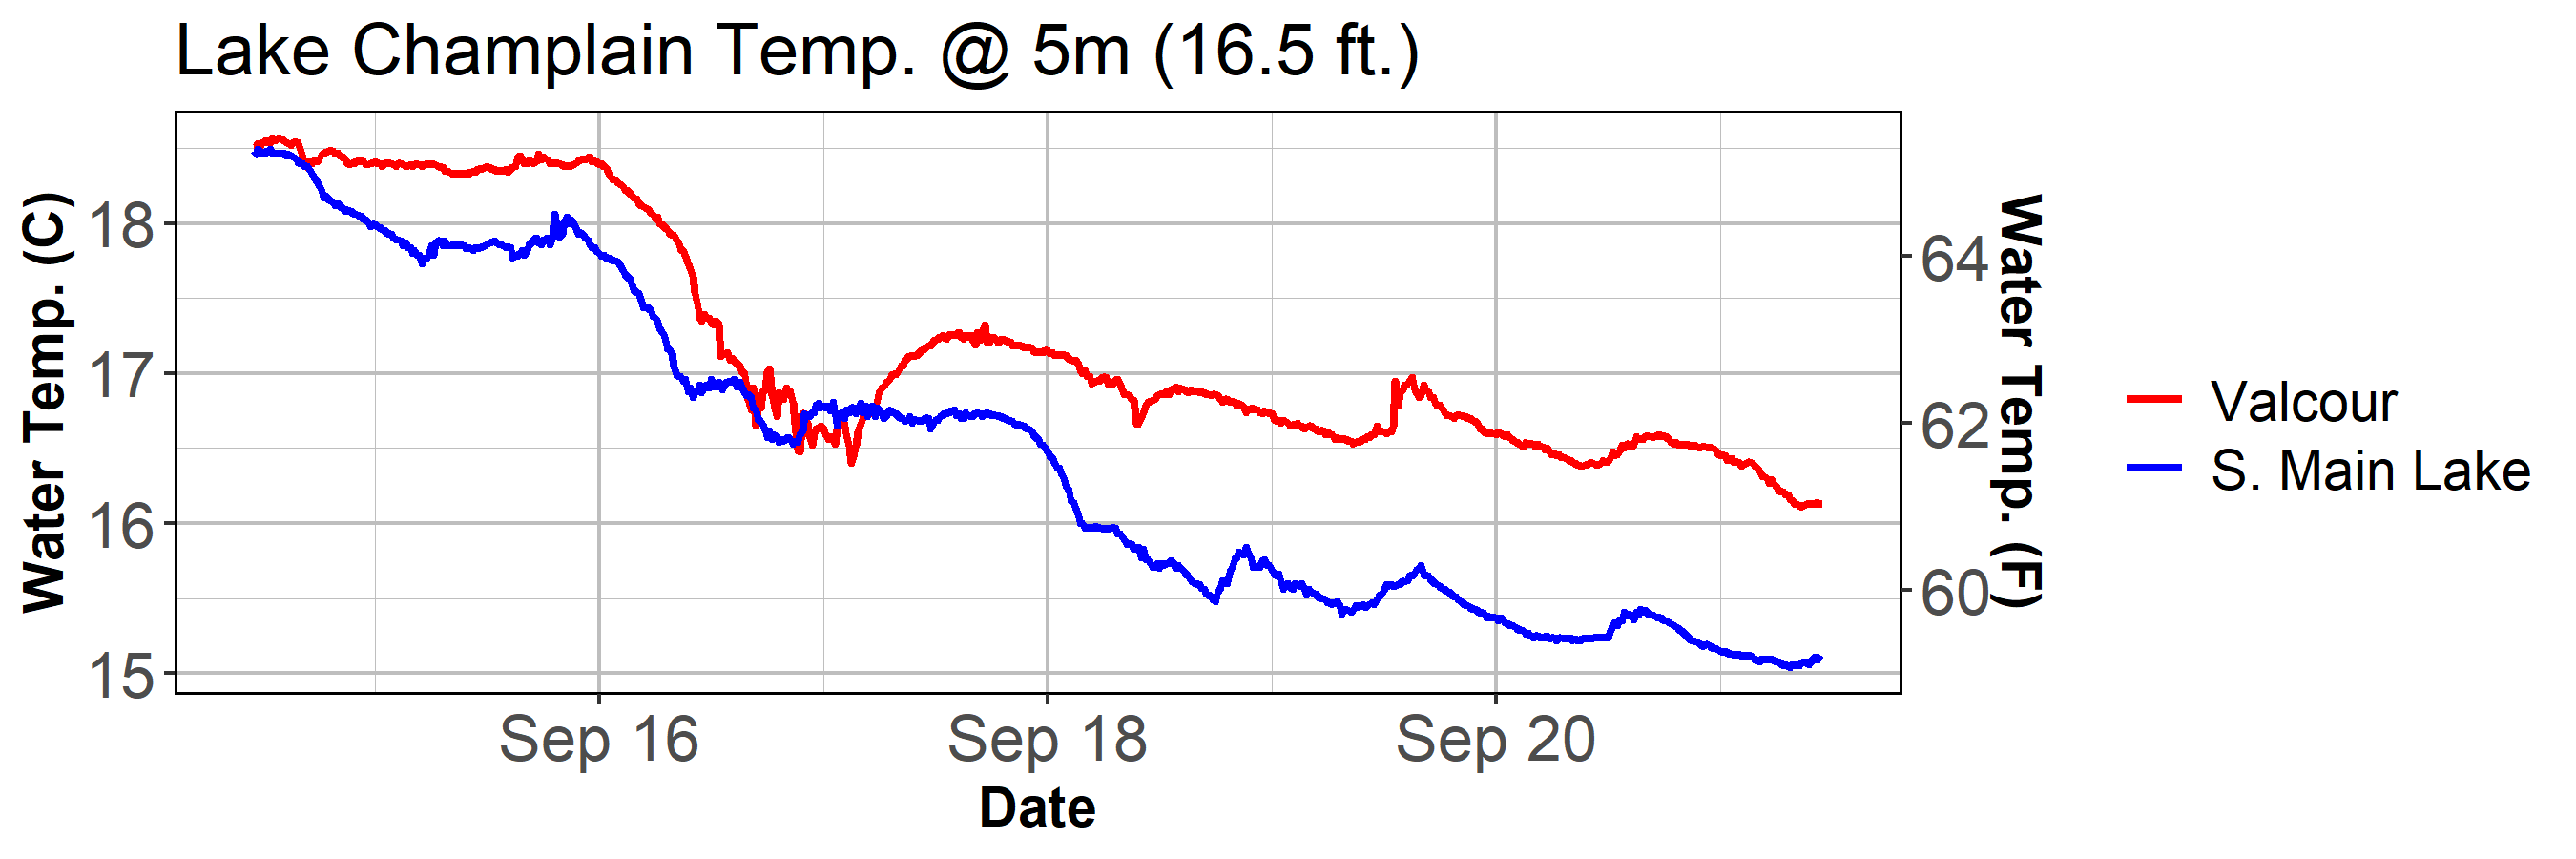 Lake Champlain Temp. @ 5m (16.5 ft.)
Water Temp. (C)
18
17
16
15
64
62
60
Water Temp. (F)
Sep 16
Sep 18
Sep 20
Date
Valcour
S. Main Lake